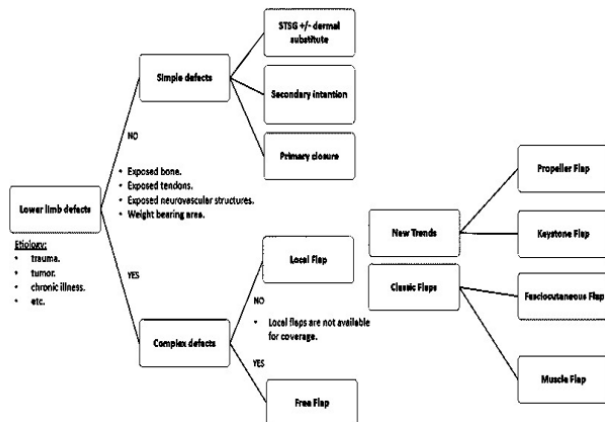 STSG +/- dermal
substitute
Simple defects
Secondary intention
NO
Primary closure
• Exposed bone.
• Exposed tendons.
• Exposed neurovascular structures.
• Weight bearing area.
Lower limb defects
Etiology:
• trauma.
• tumor.
• chronic illness.
• etc.
YES
Local Flap
NO
• Local flaps are not available
for coverage.
Complex defects
YES
Free Flap
Propeller Flap
New Trends
Keystone Flap
Classic Flaps
Fasciocutaneous Flap
Muscle Flap